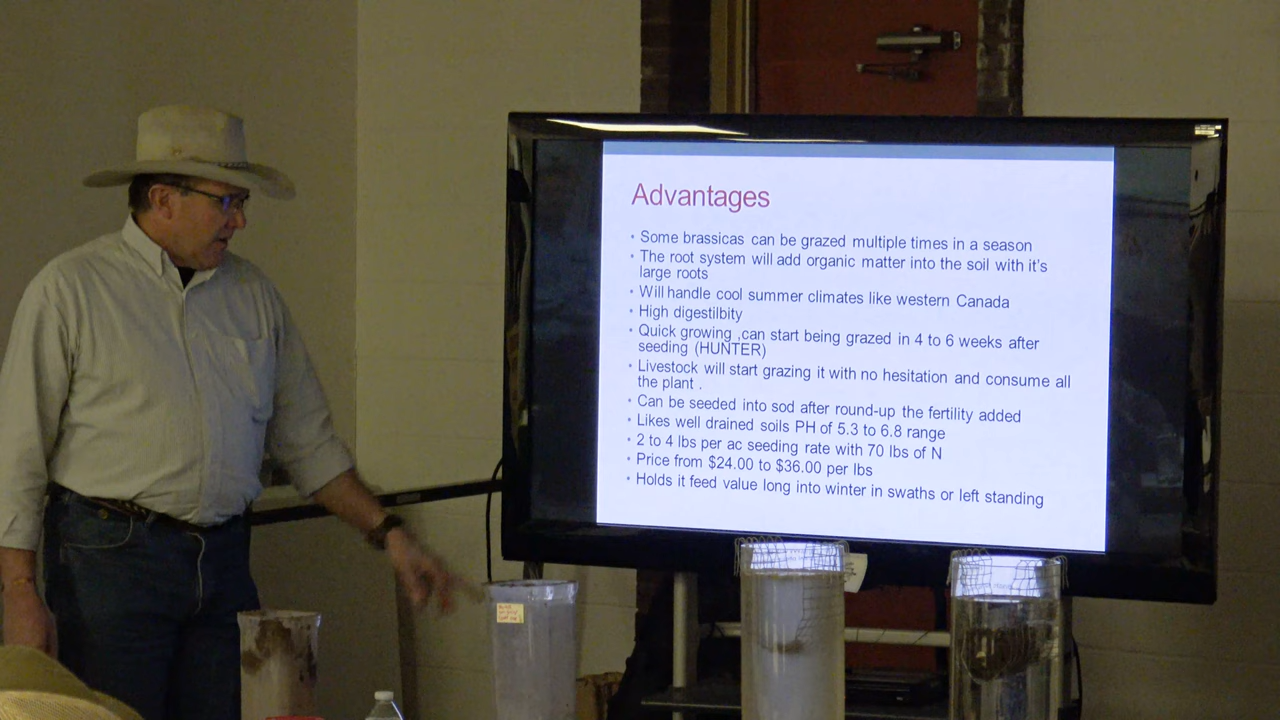 Advantages
• Some brassicas can be grazed multiple times in a season
• The root system will add organic matter into the soil with it's
large roots
• Will handle cool summer climates like western Canada
• High digestilbity
• Quick growing ,can start being grazed in 4 to 6 weeks after
seeding (HUNTER)
• Livestock will start grazing it with no hesitation and consume all
the plant .
• Can be seeded into sod after round-up the fertility added
• Likes well drained soils PH of 5.3 to 6.8 range
• 2 to 4 lbs per ac seeding rate with 70 lbs of N
• Price from $24.00 to $36.00 per lbs
• Holds it feed value long into winter in swaths or left standing